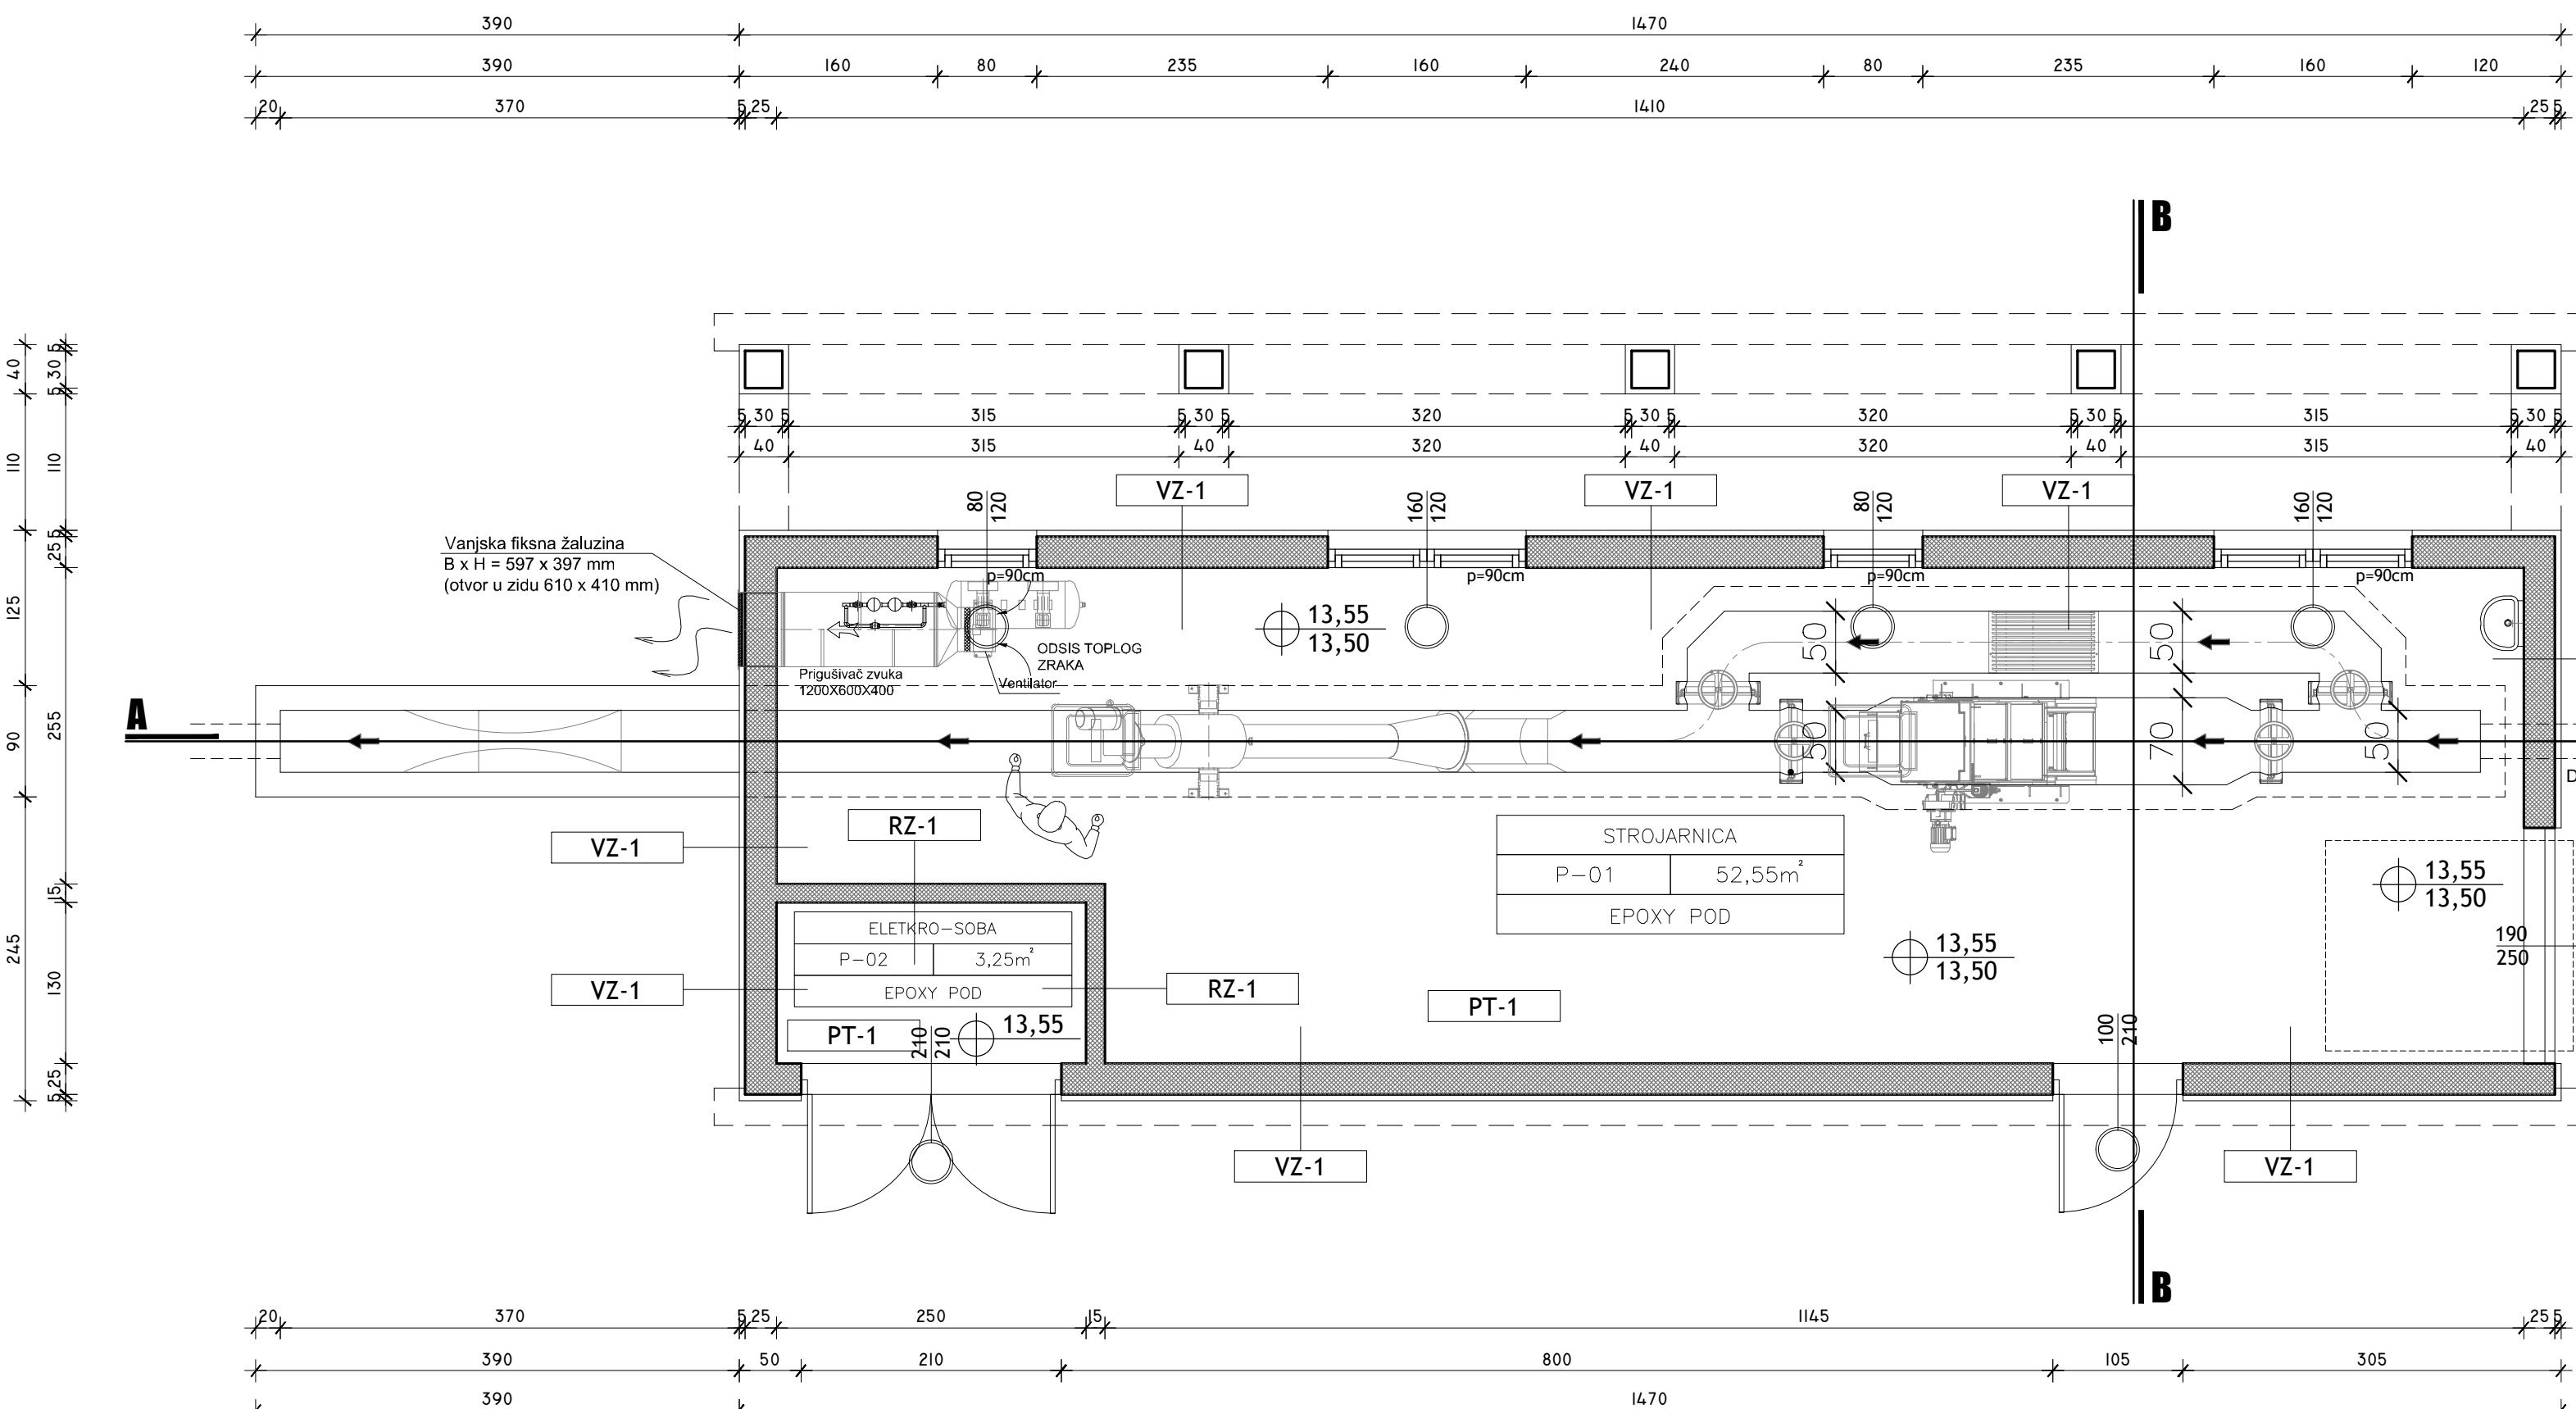 390 1470
390 160 80 235 160 240 80 235 160 120
20 370 5 25 1410 25 5
B
40 110 125 90 245
5 30 5 110 5 25 255 15 130 25 5
5 30 5 315 5 30 5 320 5 30 5 320 5 30 5 315 5 30 5
40 315 40 320 40 320 40 315 40
VZ-1 VZ-1 VZ-1
80 120 160 120 80 120 160 120
Vanjska fiksna žaluzina
B x H = 597 x 397 mm
(otvor u zidu 610 x 410 mm)
p=90cm p=90cm p=90cm p=90cm
13,55
13,50
ODSIS TOPLOG
ZRAKA
Prigušivač zvuka
1200X600X400
Ventilator
50 50
A
50 70 50
D
RZ-1
VZ-1
STROJARNICA
P-01 52,55m²
EPOXY POD
13,55
13,50
ELETKRO-SOBA
P-02 3,25m²
EPOXY POD
13,55
13,50
190
250
VZ-1
RZ-1
PT-1
PT-1
210 210
13,55
100 210
VZ-1
VZ-1
B
20 370 5 25 250 15 1145 25 5
390 50 210 800 105 305
390 1470